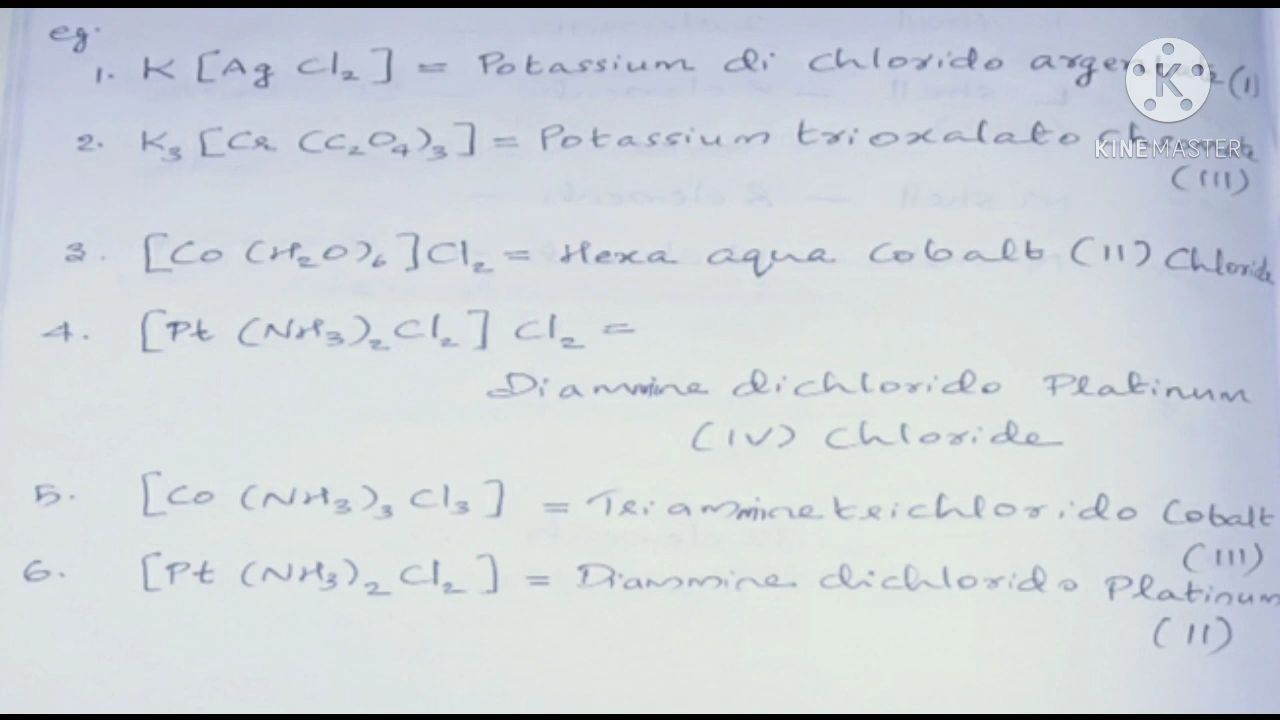 eg.
1. K [Ag Cl₂] = Potassium di chlorido (I)
2. K₃ [Cr (C₂O₄)₃] = Potassium trioxalato
(III)
3. [Co (H₂O)₆]Cl₂ = Hexa aqua Cobalt (II) Chloride
4. [Pt (NH₃)₂ Cl₂] Cl₂ =
Diammine dichlorido Platinum
(IV) Chloride
5. [Co (NH₃)₃ Cl₃] = Triammine trichlorido Cobalt
(III)
6. [Pt (NH₃)₂ Cl₂] = Diammine dichlorido Platinum
(II)
K
KINEMASTER